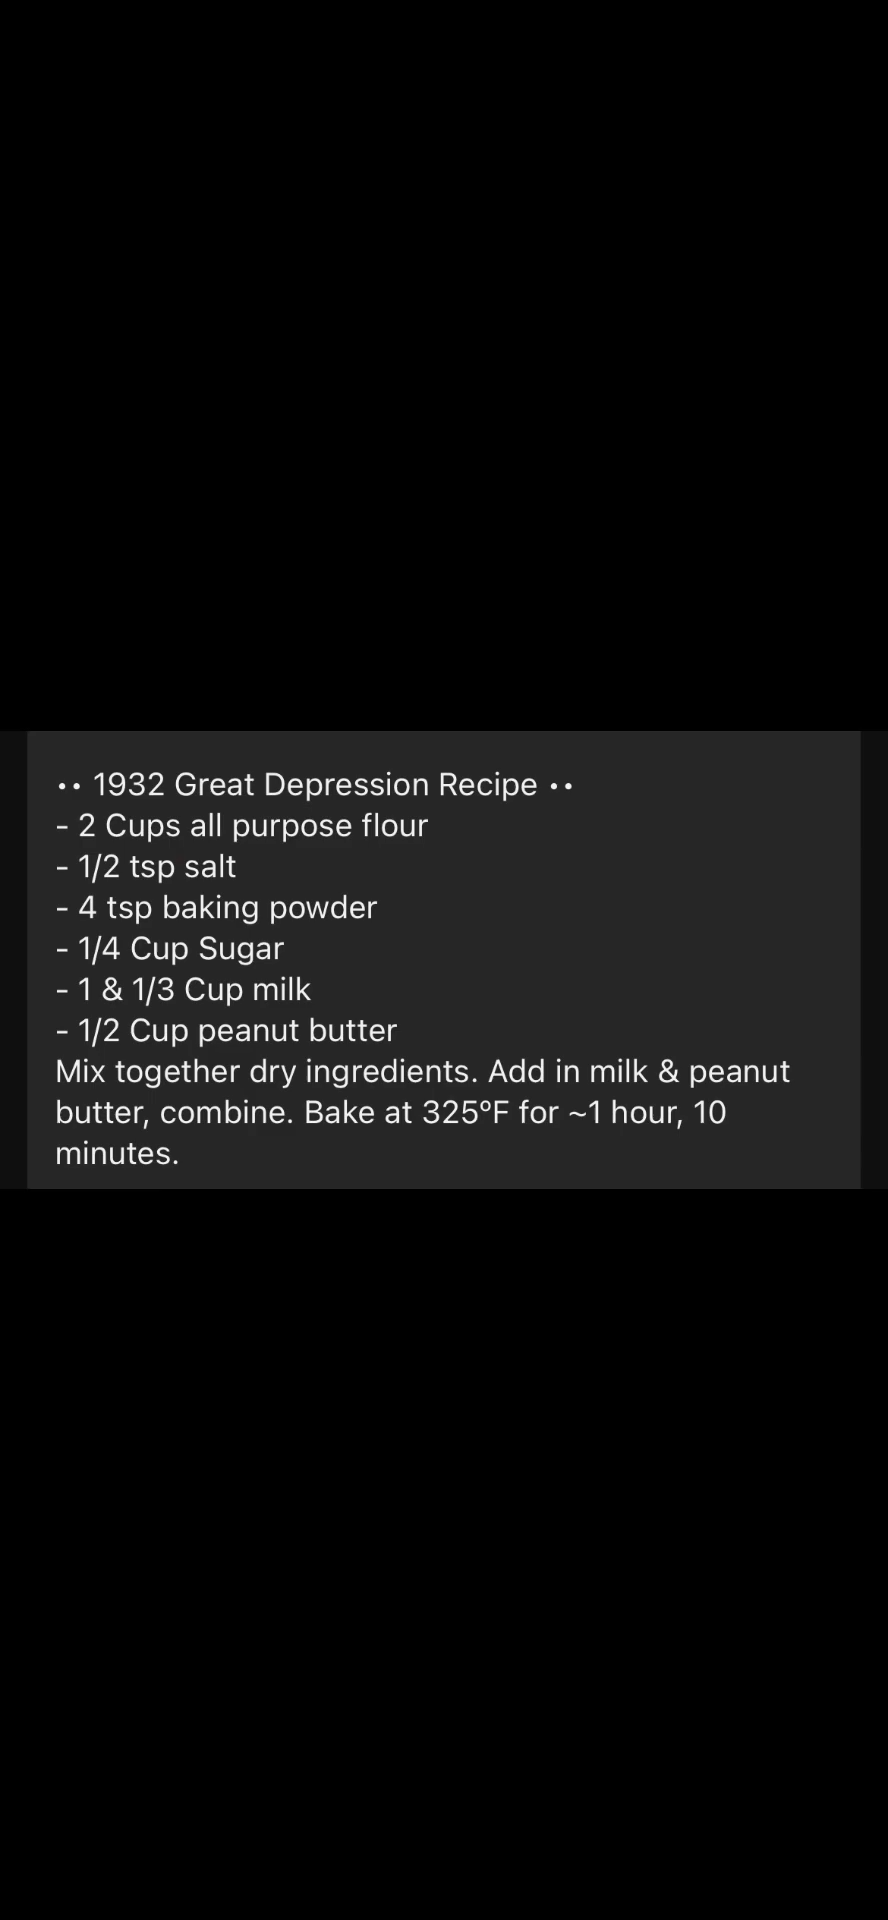 •• 1932 Great Depression Recipe ••
- 2 Cups all purpose flour
- 1/2 tsp salt
- 4 tsp baking powder
- 1/4 Cup Sugar
- 1 & 1/3 Cup milk
- 1/2 Cup peanut butter
Mix together dry ingredients. Add in milk & peanut
butter, combine. Bake at 325ºF for ~1 hour, 10
minutes.